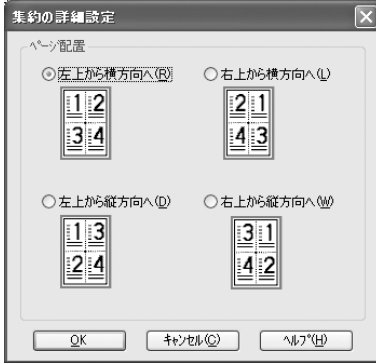 集約の詳細設定
ページ配置
左上から横方向へ(R) 右上から横方向へ(L)
1 2 2 1
3 4 4 3
左上から縦方向へ(D) 右上から縦方向へ(W)
1 3 3 1
2 4 4 2
OK キャンセル(C) ヘルプ(H)